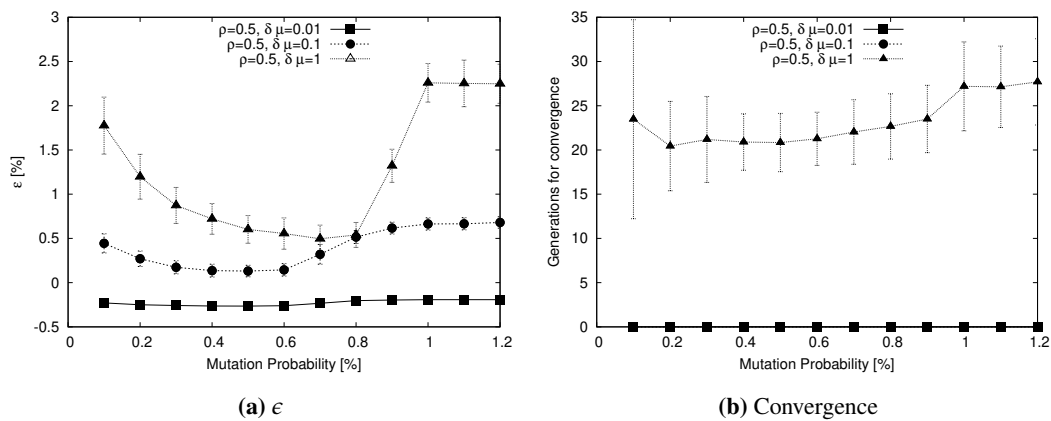 ρ=0.5, δ μ=0.01
ρ=0.5, δ μ=0.1
ρ=0.5, δ μ=1
3
2.5
2
1.5
1
0.5
0
-0.5
ε [%]
0 0.2 0.4 0.6 0.8 1 1.2
Mutation Probability [%]
(a) ϵ
ρ=0.5, δ μ=0.01
ρ=0.5, δ μ=0.1
ρ=0.5, δ μ=1
35
30
25
20
15
10
5
0
Generations for convergence
0 0.2 0.4 0.6 0.8 1 1.2
Mutation Probability [%]
(b) Convergence